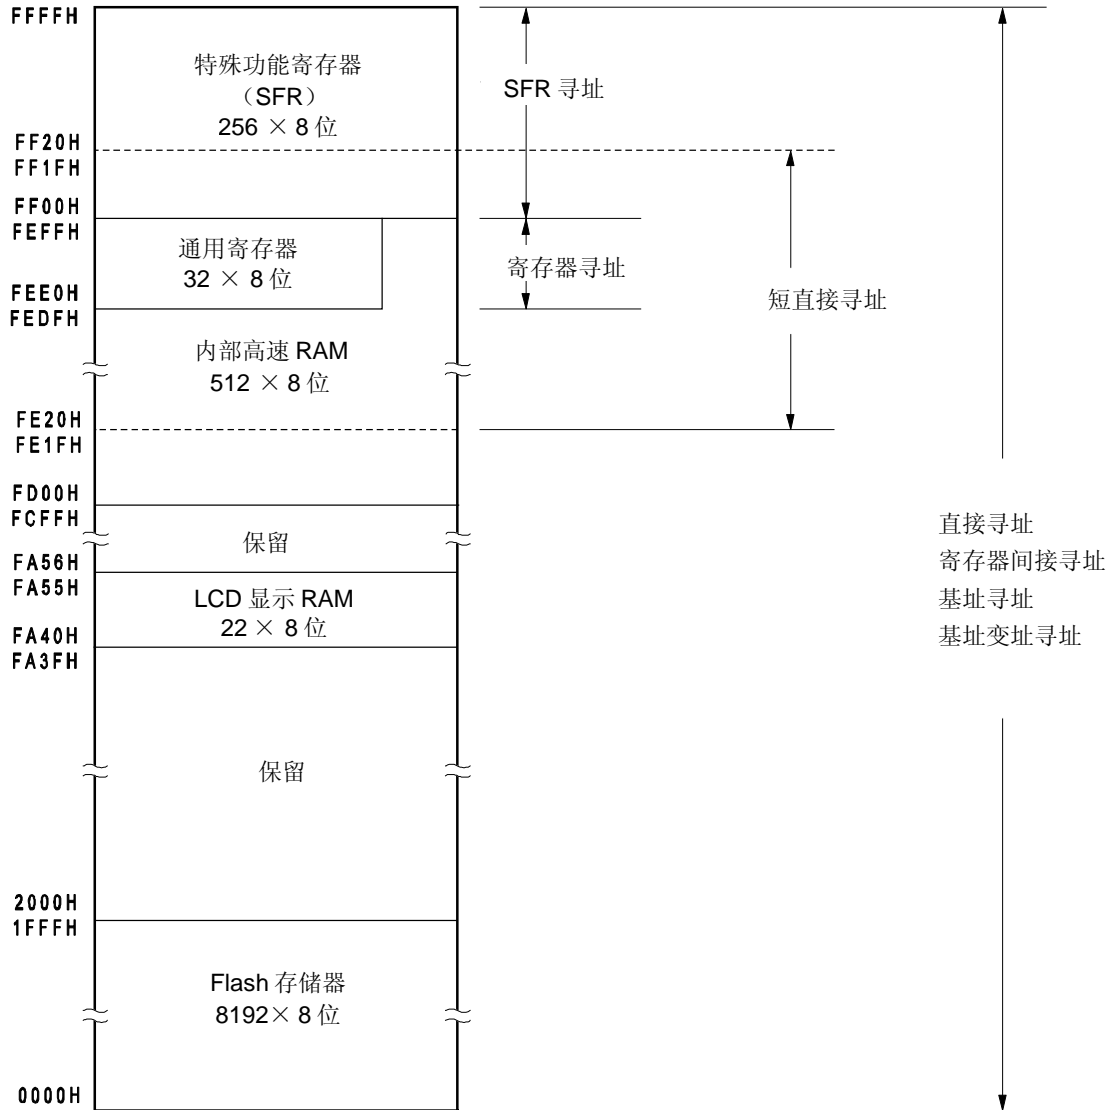 FFFFH
特殊功能寄存器
（SFR）
256 × 8 位
SFR 寻址
FF20H
FF1FH
FF00H
FEFFH
通用寄存器
32 × 8 位
寄存器寻址
FEE0H
FEDFH
短直接寻址
内部高速 RAM
512 × 8 位
FE20H
FE1FH
FD00H
FCFFH
保留
FA56H
FA55H
LCD 显示 RAM
22 × 8 位
FA40H
FA3FH
直接寻址
寄存器间接寻址
基址寻址
基址变址寻址
保留
2000H
1FFFH
Flash 存储器
8192× 8 位
0000H